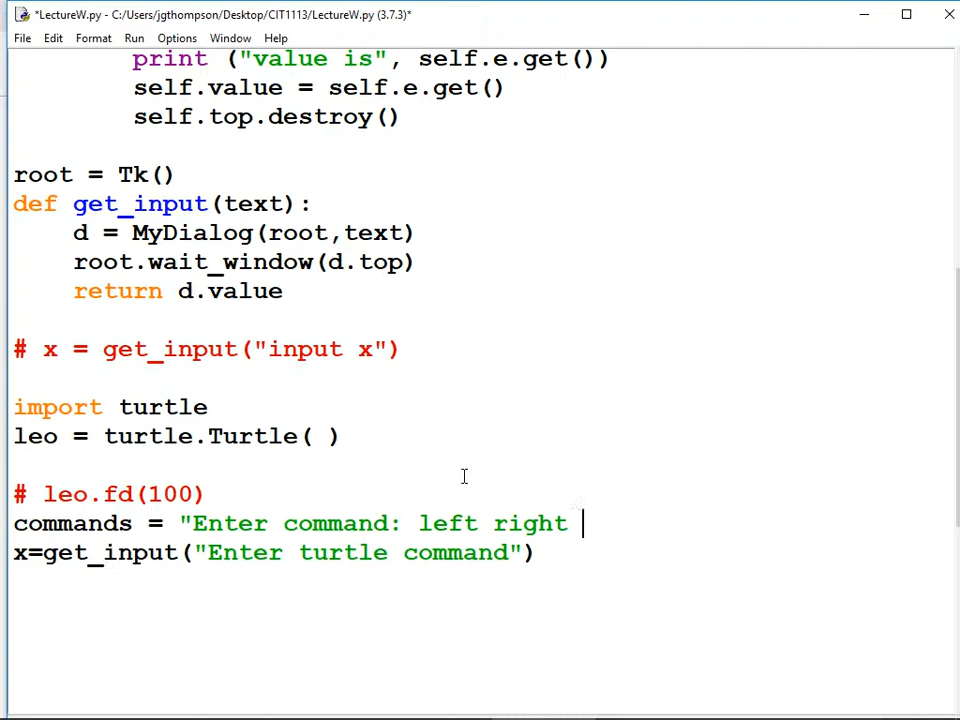 *LectureW.py - C:/Users/jgthompson/Desktop/CIT1113/LectureW.py (3.7.3)*
File Edit Format Run Options Window Help
print ("value is", self.e.get())
self.value = self.e.get()
self.top.destroy()
root = Tk()
def get_input(text):
d = MyDialog(root,text)
root.wait_window(d.top)
return d.value
# x = get_input("input x")
import turtle
leo = turtle.Turtle( )
# leo.fd(100)
commands = "Enter command: left right
x=get_input("Enter turtle command")